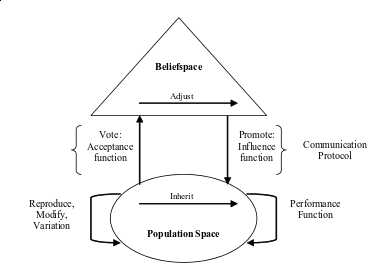 Beliefspace
Adjust
Vote:
Acceptance
function
Promote:
Influence
function
Communication
Protocol
Reproduce,
Modify,
Variation
Inherit
Performance
Function
Population Space